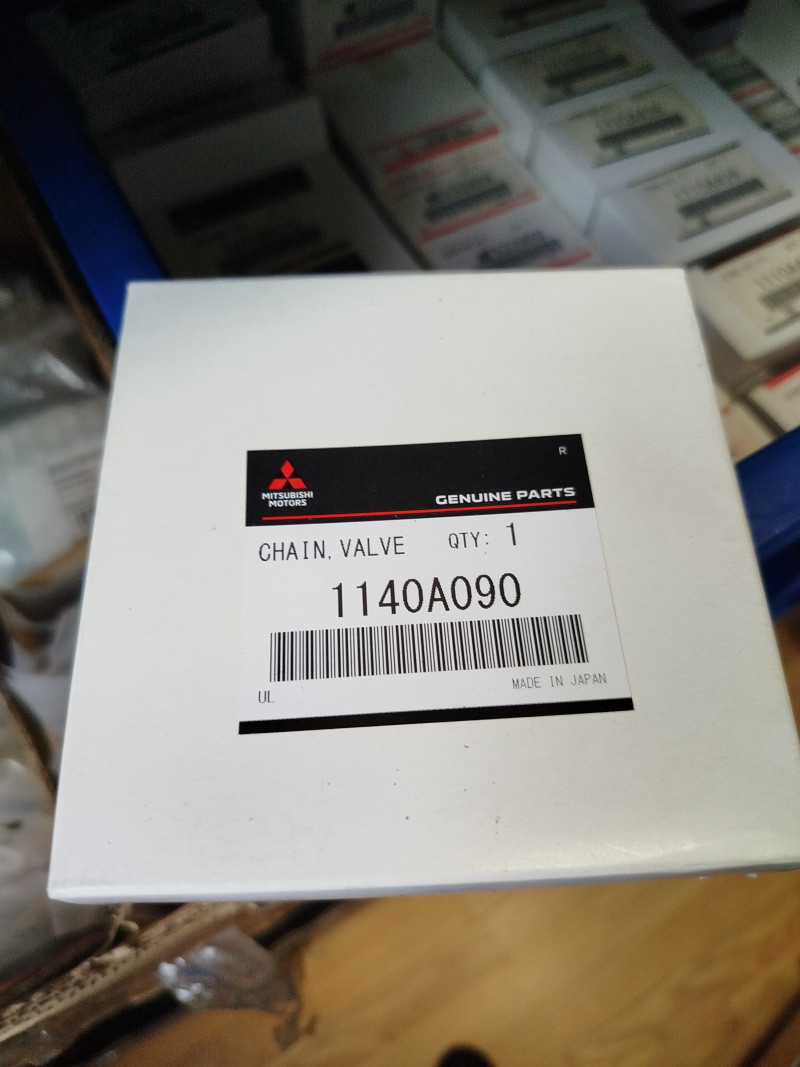 R
MITSUBISHI
MOTORS
GENUINE PARTS
CHAIN, VALVE QTY: 1
1140A090
UL
MADE IN JAPAN